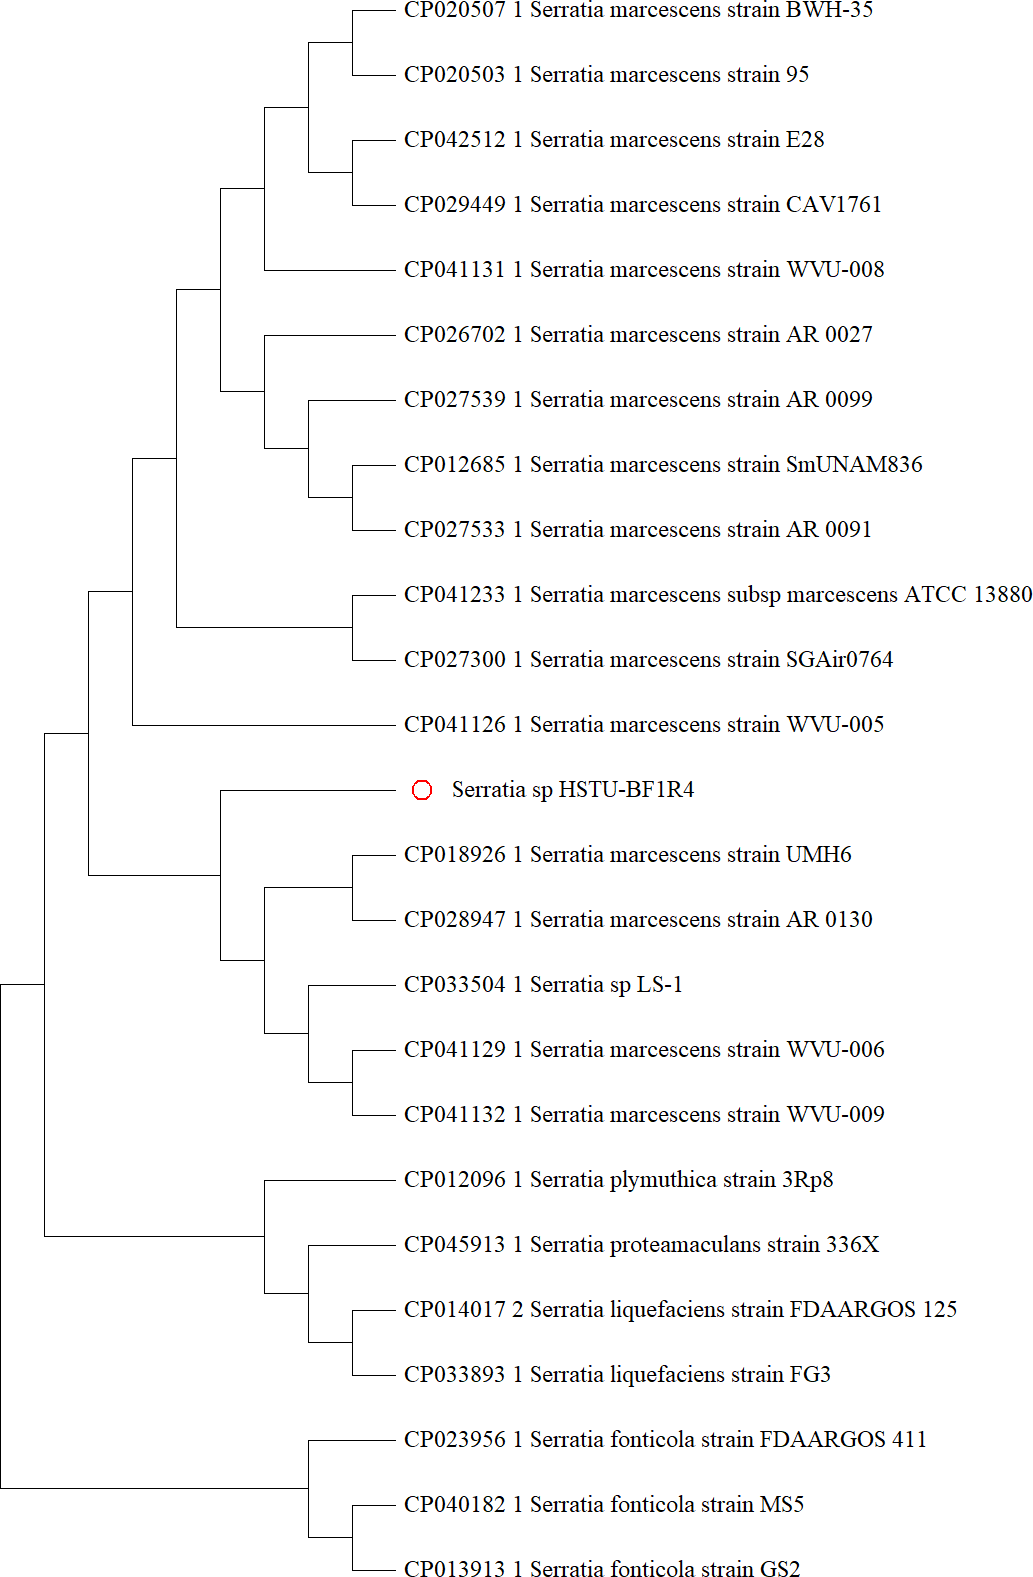 CP020507 1 Serratia marcescens strain BWH-35
CP020503 1 Serratia marcescens strain 95
CP042512 1 Serratia marcescens strain E28
CP029449 1 Serratia marcescens strain CAV1761
CP041131 1 Serratia marcescens strain WVU-008
CP026702 1 Serratia marcescens strain AR 0027
CP027539 1 Serratia marcescens strain AR 0099
CP012685 1 Serratia marcescens strain SmUNAM836
CP027533 1 Serratia marcescens strain AR 0091
CP041233 1 Serratia marcescens subsp marcescens ATCC 13880
CP027300 1 Serratia marcescens strain SGAir0764
CP041126 1 Serratia marcescens strain WVU-005
Serratia sp HSTU-BF1R4
CP018926 1 Serratia marcescens strain UMH6
CP028947 1 Serratia marcescens strain AR 0130
CP033504 1 Serratia sp LS-1
CP041129 1 Serratia marcescens strain WVU-006
CP041132 1 Serratia marcescens strain WVU-009
CP012096 1 Serratia plymuthica strain 3Rp8
CP045913 1 Serratia proteamaculans strain 336X
CP014017 2 Serratia liquefaciens strain FDAARGOS 125
CP033893 1 Serratia liquefaciens strain FG3
CP023956 1 Serratia fonticola strain FDAARGOS 411
CP040182 1 Serratia fonticola strain MS5
CP013913 1 Serratia fonticola strain GS2